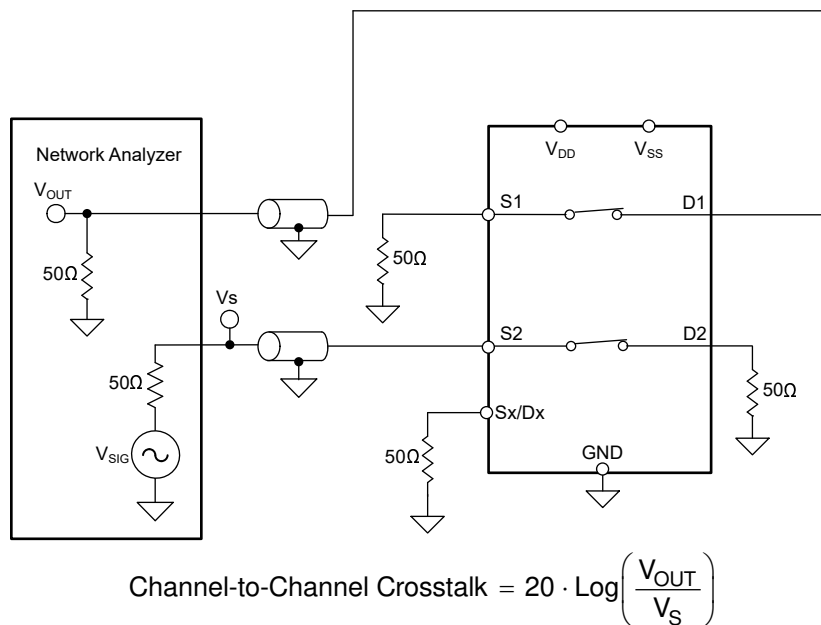 Network Analyzer
V_OUT
50Ω
Vs
50Ω
V_SIG
V_DD
V_SS
S1
D1
50Ω
S2
D2
50Ω
Sx/Dx
50Ω
GND
Channel-to-Channel Crosstalk = 20 · Log(V_OUT / V_S)